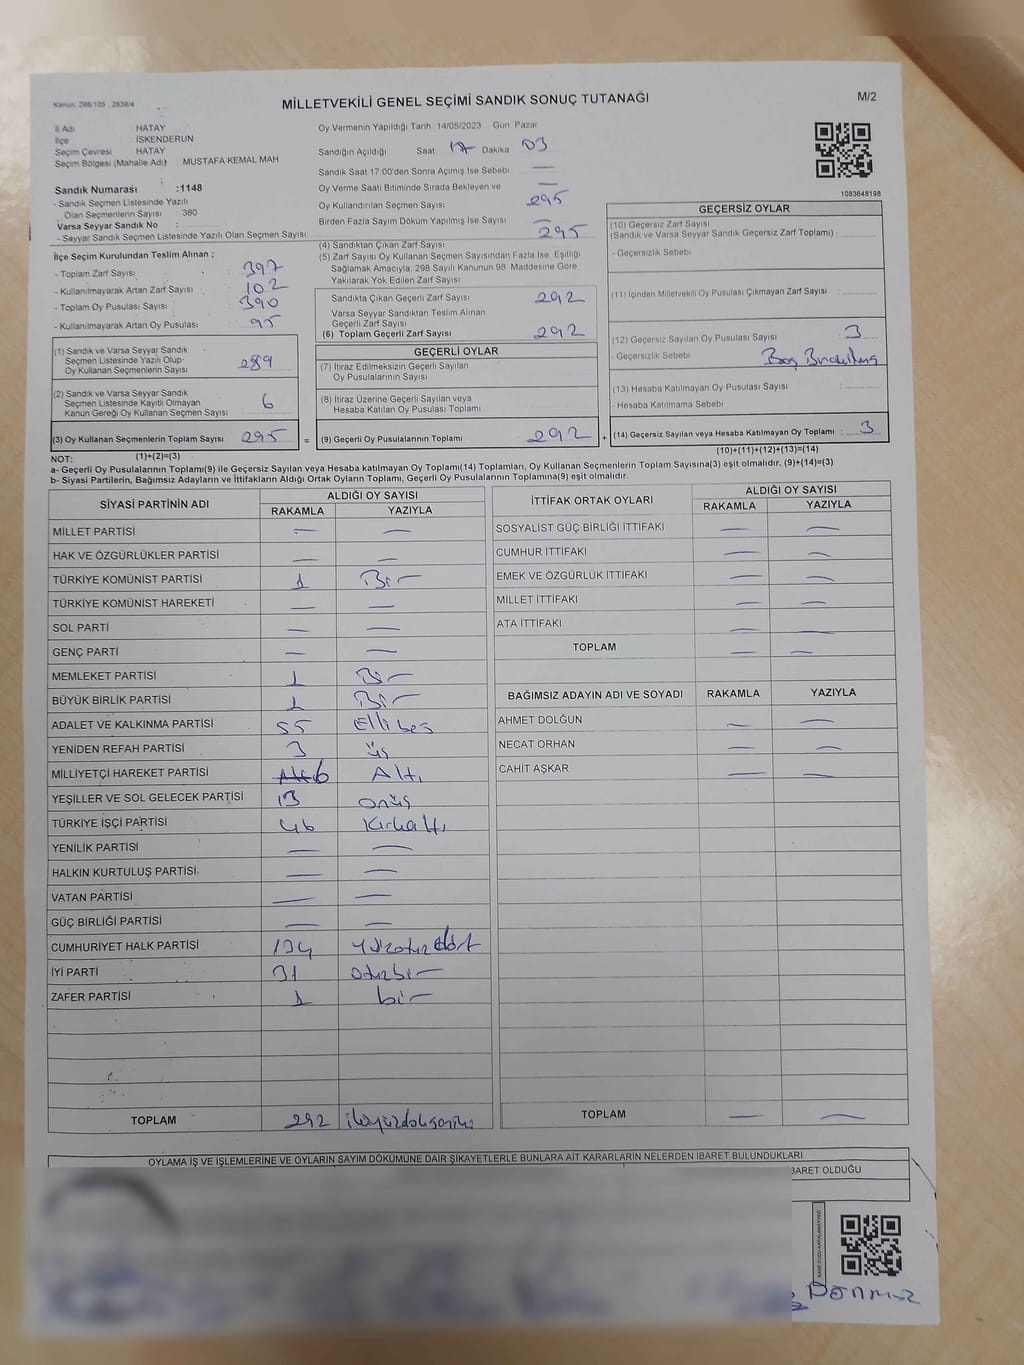 Kanun: 298/105 , 2839/4
MİLLETVEKİLİ GENEL SEÇİMİ SANDIK SONUÇ TUTANAĞI
M/2
İl Adı HATAY
İlçe İSKENDERUN
Seçim Çevresi HATAY
Seçim Bölgesi (Mahalle Adı) : MUSTAFA KEMAL MAH
Sandık Numarası :1148
- Sandık Seçmen Listesinde Yazılı
Olan Seçmenlerin Sayısı : 380
Varsa Seyyar Sandık No :
- Seyyar Sandık Seçmen Listesinde Yazılı Olan Seçmen Sayısı:
İlçe Seçim Kurulundan Teslim Alınan ;
- Toplam Zarf Sayısı : 397
- Kullanılmayarak Artan Zarf Sayısı : 102
- Toplam Oy Pusulası Sayısı : 390
- Kullanılmayarak Artan Oy Pusulası : 95
(1) Sandık ve Varsa Seyyar Sandık
Seçmen Listesinde Yazılı Olup
Oy Kullanan Seçmenlerin Sayısı : 289
(2) Sandık ve Varsa Seyyar Sandık
Seçmen Listesinde Kayıtlı Olmayan
Kanun Gereği Oy Kullanan Seçmen Sayısı : 6
(3) Oy Kullanan Seçmenlerin Toplam Sayısı : 295 =
(1)+(2)=(3)
Oy Vermenin Yapıldığı Tarih :14/05/2023 Gün: Pazar
Sandığın Açıldığı Saat 17 Dakika 03
Sandık Saat 17:00'den Sonra Açımış İse Sebebi : —
Oy Verme Saati Bitiminde Sırada Bekleyen ve —
Oy Kullandırılan Seçmen Sayısı : 295
Birden Fazla Sayım Döküm Yapılmış İse Sayısı : —
(4) Sandıktan Çıkan Zarf Sayısı : 295
(5) Zarf Sayısı Oy Kullanan Seçmen Sayısından Fazla İse, Eşitliği
Sağlamak Amacıyla, 298 Sayılı Kanunun 98. Maddesine Göre
Yakılarak Yok Edilen Zarf Sayısı
Sandıkta Çıkan Geçerli Zarf Sayısı 292
Varsa Seyyar Sandıktan Teslim Alınan
Geçerli Zarf Sayısı
(6) Toplam Geçerli Zarf Sayısı 292
GEÇERLİ OYLAR
(7) İtiraz Edilmeksizin Geçerli Sayılan
Oy Pusulalarının Sayısı
(8) İtiraz Üzerine Geçerli Sayılan veya
Hesaba Katılan Oy Pusulası Toplamı
(9) Geçerli Oy Pusulalarının Toplamı 292 +
1083648198
GEÇERSİZ OYLAR
(10) Geçersiz Zarf Sayısı
(Sandık ve Varsa Seyyar Sandık Geçersiz Zarf Toplamı) :
- Geçersizlik Sebebi
(11) İçinden Milletvekili Oy Pusulası Çıkmayan Zarf Sayısı :
(12) Geçersiz Sayılan Oy Pusulası Sayısı : 3
Geçersizlik Sebebi Boş Bırakılmış
(13) Hesaba Katılmayan Oy Pusulası Sayısı :
- Hesaba Katılmama Sebebi
(14) Geçersiz Sayılan veya Hesaba Katılmayan Oy Toplamı : 3
(10)+(11)+(12)+(13)=(14)
NOT:
a- Geçerli Oy Pusulalarının Toplamı(9) ile Geçersiz Sayılan veya Hesaba katılmayan Oy Toplamı(14) Toplamları, Oy Kullanan Seçmenlerin Toplam Sayısına(3) eşit olmalıdır. (9)+(14)=(3)
b- Siyasi Partilerin, Bağımsız Adayların ve İttifakların Aldığı Ortak Oyların Toplamı, Geçerli Oy Pusulalarının Toplamına(9) eşit olmalıdır.
SİYASİ PARTİNİN ADI ALDIĞI OY SAYISI
RAKAMLA YAZIYLA
MİLLET PARTİSİ — —
HAK VE ÖZGÜRLÜKLER PARTİSİ — —
TÜRKİYE KOMÜNİST PARTİSİ 1 Bir
TÜRKİYE KOMÜNİST HAREKETİ — —
SOL PARTİ — —
GENÇ PARTİ — —
MEMLEKET PARTİSİ 1 Bir
BÜYÜK BİRLİK PARTİSİ 1 Bir
ADALET VE KALKINMA PARTİSİ 55 Ellibeş
YENİDEN REFAH PARTİSİ 3 üç
MİLLİYETÇİ HAREKET PARTİSİ 6 Altı
YEŞİLLER VE SOL GELECEK PARTİSİ 13 onüç
TÜRKİYE İŞÇİ PARTİSİ 46 Kırkaltı
YENİLİK PARTİSİ — —
HALKIN KURTULUŞ PARTİSİ — —
VATAN PARTİSİ — —
GÜÇ BİRLİĞİ PARTİSİ — —
CUMHURİYET HALK PARTİSİ 134 Yüzotuzdört
İYİ PARTİ 31 otuzbir
ZAFER PARTİSİ 1 bir
TOPLAM 292 ikiyüzdoksaniki
İTTİFAK ORTAK OYLARI ALDIĞI OY SAYISI
RAKAMLA YAZIYLA
SOSYALİST GÜÇ BİRLİĞİ İTTİFAKI — —
CUMHUR İTTİFAKI — —
EMEK VE ÖZGÜRLÜK İTTİFAKI — —
MİLLET İTTİFAKI — —
ATA İTTİFAKI — —
TOPLAM — —
BAĞIMSIZ ADAYIN ADI VE SOYADI RAKAMLA YAZIYLA
AHMET DOLĞUN — —
NECAT ORHAN — —
CAHİT AŞKAR — —
TOPLAM — —
OYLAMA İŞ VE İŞLEMLERİNE VE OYLARIN SAYIM DÖKÜMÜNE DAİR ŞİKAYETLERLE BUNLARA AİT KARARLARIN NELERDEN İBARET BULUNDUKLARI
BARET OLDUĞU